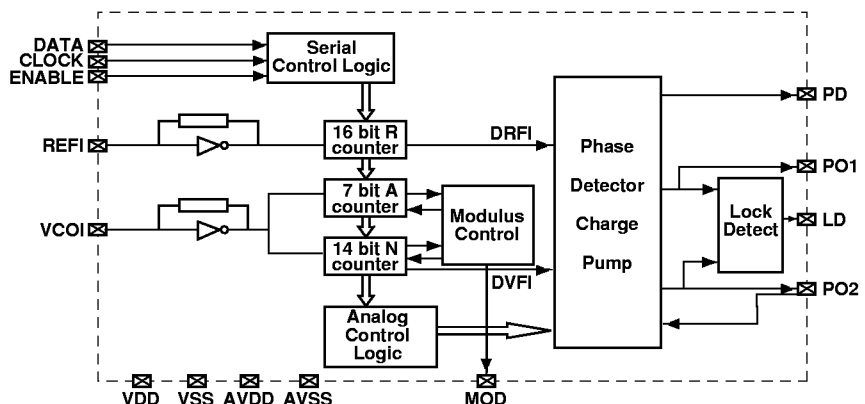 DATA
CLOCK
ENABLE
Serial
Control Logic
PD
REFI
16 bit R
counter
DRFI
Phase
Detector
Charge
Pump
PO1
7 bit A
counter
Modulus
Control
Lock
Detect
LD
VCOI
14 bit N
counter
DVFI
PO2
Analog
Control
Logic
VDD
VSS
AVDD
AVSS
MOD